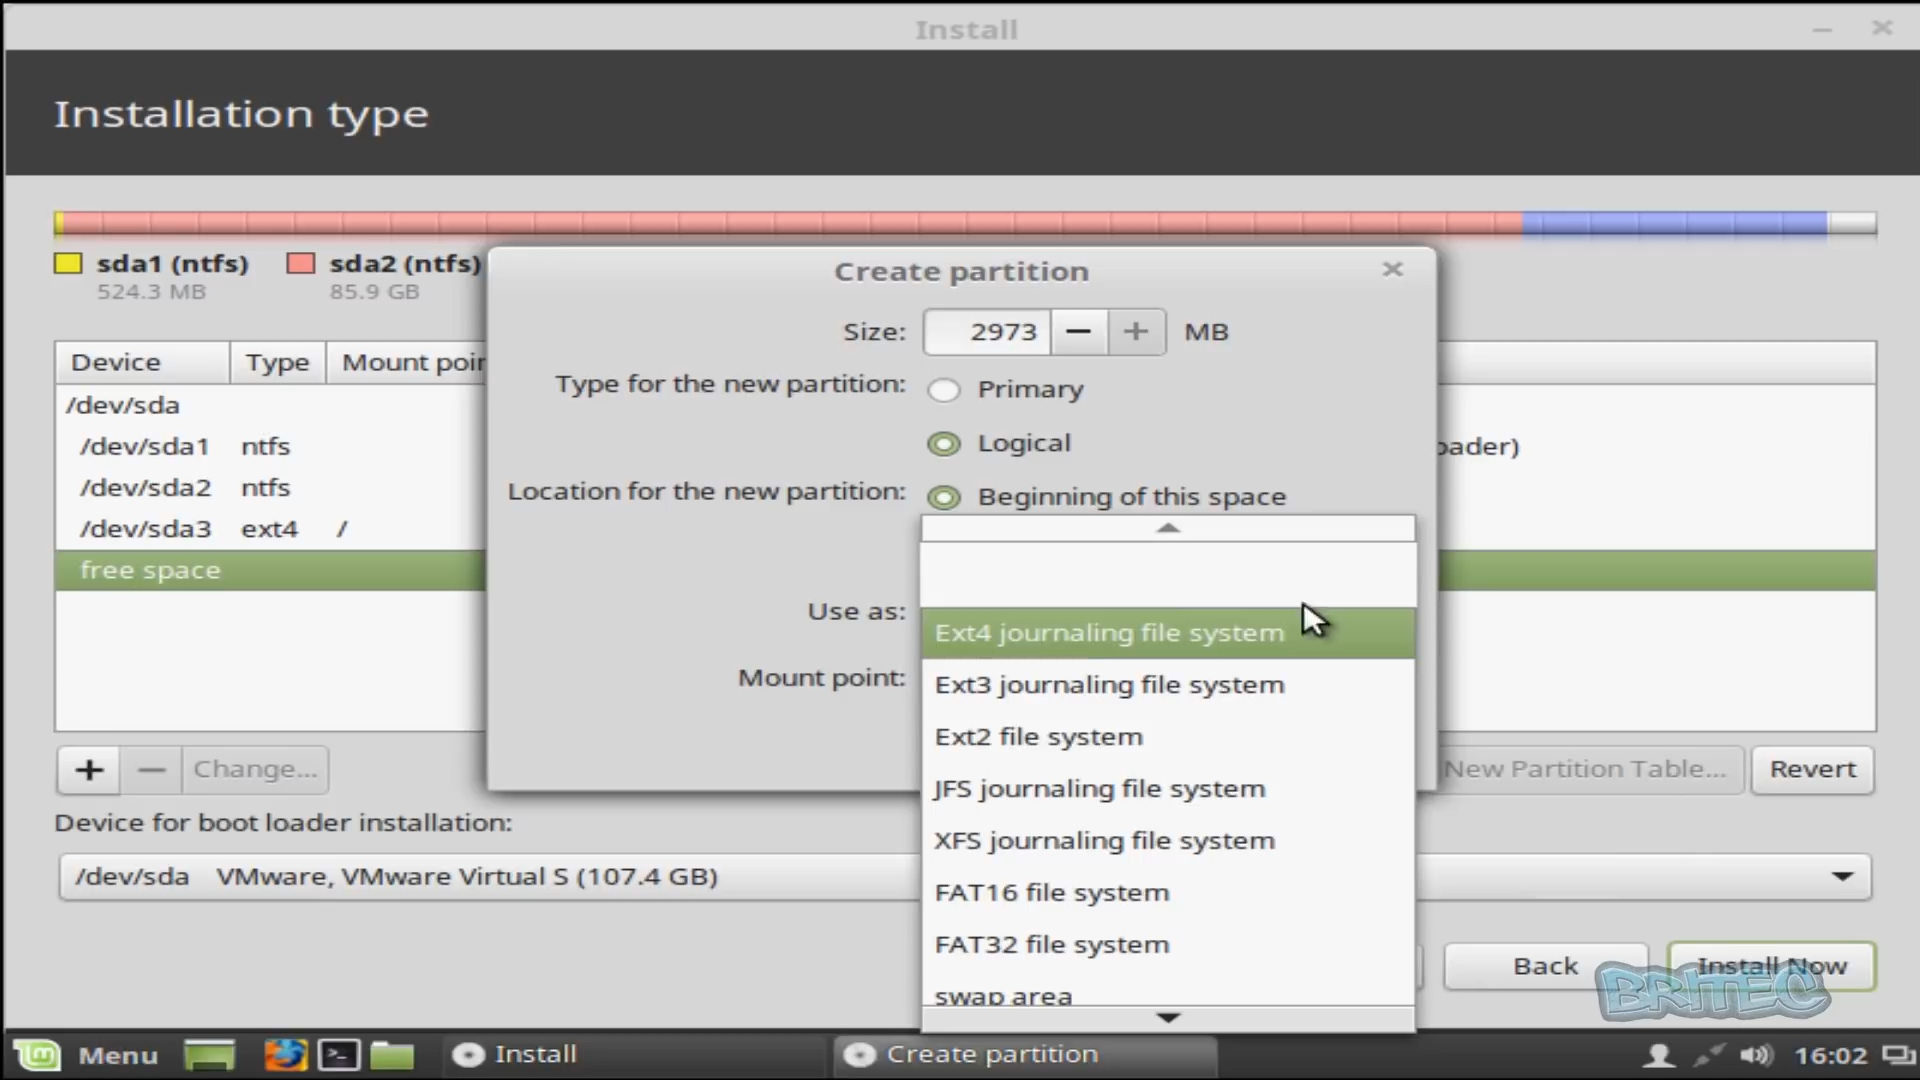 Install
Installation type
sda1 (ntfs)
524.3 MB
sda2 (ntfs)
85.9 GB
Create partition
Size: 2973 MB
Type for the new partition: Primary
Logical
Location for the new partition: Beginning of this space
Use as:
Mount point:
Ext4 journaling file system
Ext3 journaling file system
Ext2 file system
JFS journaling file system
XFS journaling file system
FAT16 file system
FAT32 file system
swap area
Device Type Mount poin
/dev/sda
/dev/sda1 ntfs oader)
/dev/sda2 ntfs
/dev/sda3 ext4 /
free space
+ − Change...
New Partition Table... Revert
Device for boot loader installation:
/dev/sda VMware, VMware Virtual S (107.4 GB)
Back Install Now
BRITEC
Menu Install Create partition 16:02